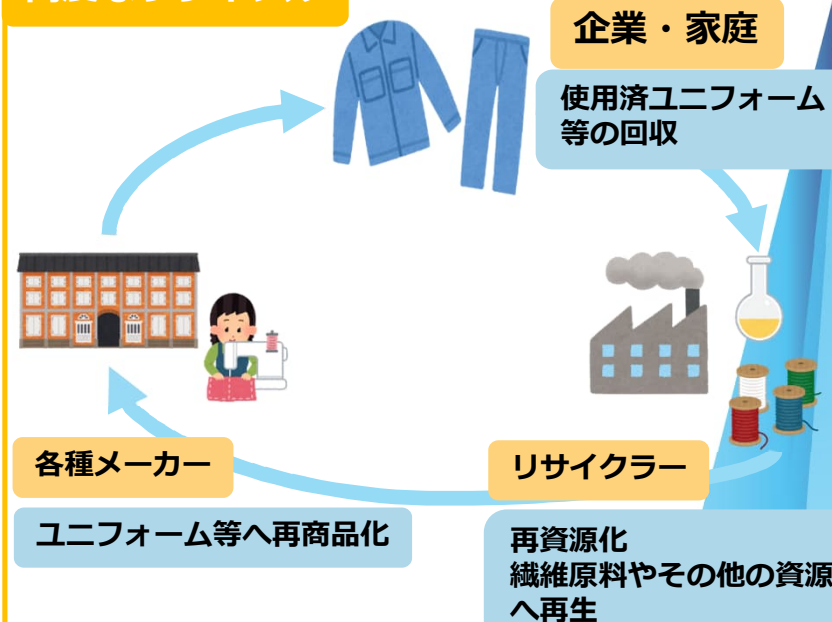 企業・家庭
使用済ユニフォーム
等の回収
各種メーカー
ユニフォーム等へ再商品化
リサイクラー
再資源化
繊維原料やその他の資源
へ再生